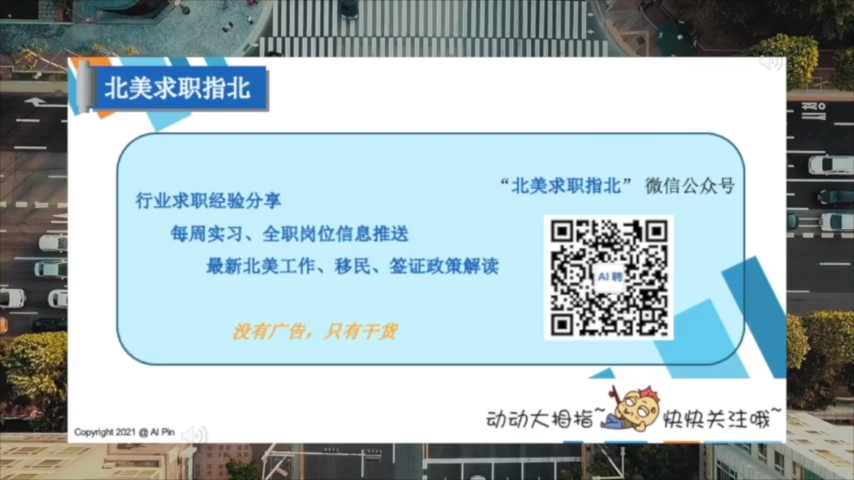 北美求职指北
“北美求职指北” 微信公众号
行业求职经验分享
每周实习、全职岗位信息推送
最新北美工作、移民、签证政策解读
AI 聘
没有广告，只有干货
动动大拇指~
快快关注哦~
Copyright 2021 @ Ai Pin